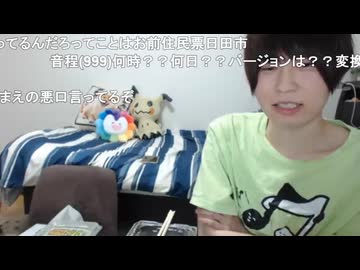 ってるんだろってことはお前住民票日田市
音程(999)何時？？何日？？バージョンは？？変換
まえの悪口言ってるぞ